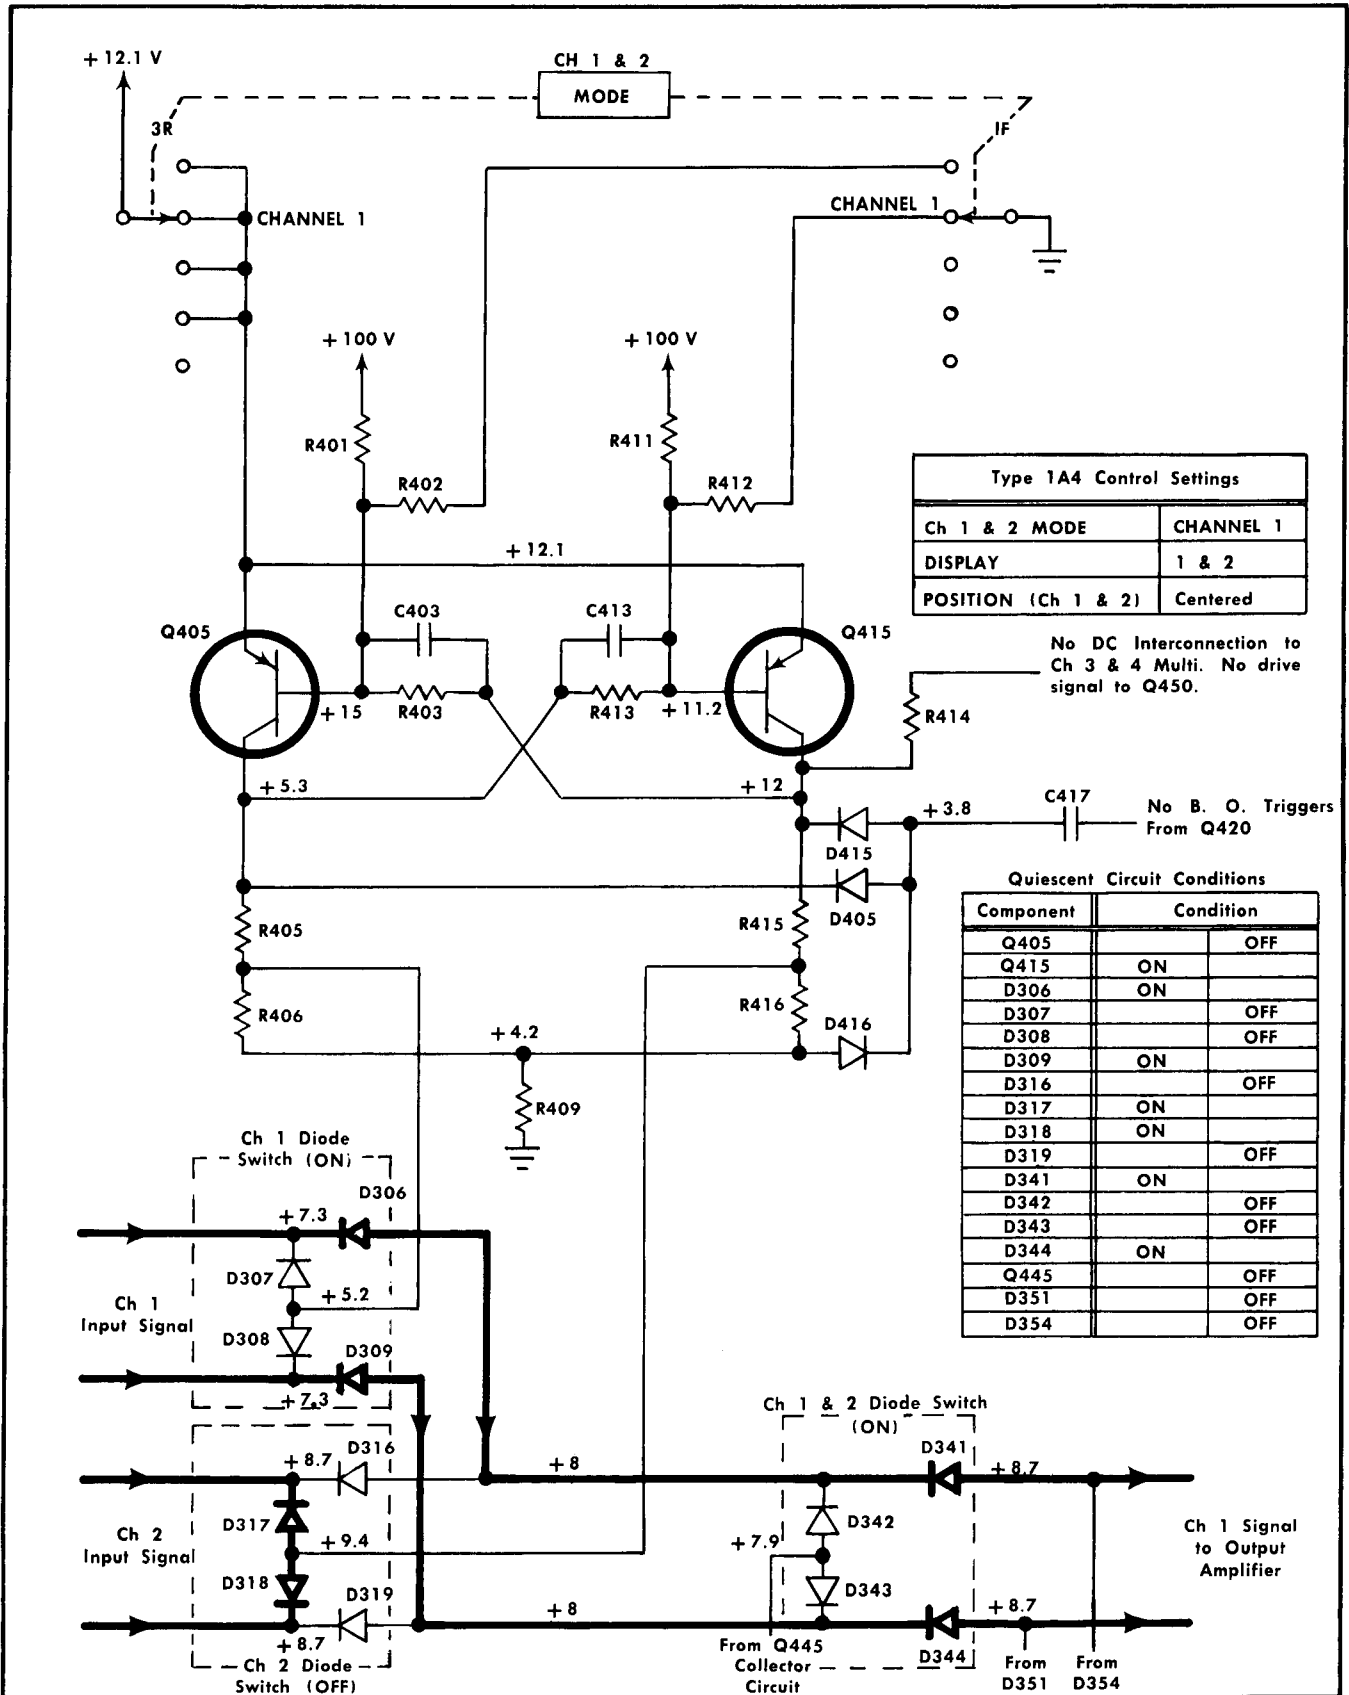 + 12.1 V
CH 1 & 2
MODE
3R
1F
CHANNEL 1
CHANNEL 1
+ 100 V
+ 100 V
R401
R411
R402
R412
Type 1A4 Control Settings
Ch 1 & 2 MODE CHANNEL 1
DISPLAY 1 & 2
POSITION (Ch 1 & 2) Centered
+ 12.1
C403
C413
Q405
Q415
No DC Interconnection to
Ch 3 & 4 Multi. No drive
signal to Q450.
+ 15
R403
R413
+ 11.2
R414
+ 5.3
+ 12
+ 3.8
C417
No B. O. Triggers
From Q420
D415
D405
R405
R415
R406
R416
D416
+ 4.2
R409
Quiescent Circuit Conditions
Component Condition
Q405 OFF
Q415 ON
D306 ON
D307 OFF
D308 OFF
D309 ON
D316 OFF
D317 ON
D318 ON
D319 OFF
D341 ON
D342 OFF
D343 OFF
D344 ON
Q445 OFF
D351 OFF
D354 OFF
Ch 1 Diode
Switch (ON)
D306
+ 7.3
D307
+ 5.2
Ch 1
Input Signal
D308
D309
+ 7.3
D316
+ 8.7
D317
+ 9.4
Ch 2
Input Signal
D318
D319
+ 8.7
Ch 2 Diode
Switch (OFF)
+ 8
+ 8
Ch 1 & 2 Diode Switch
(ON)
D341
+ 8.7
D342
+ 7.9
D343
+ 8.7
D344
From Q445
Collector
Circuit
From
D351
From
D354
Ch 1 Signal
to Output
Amplifier